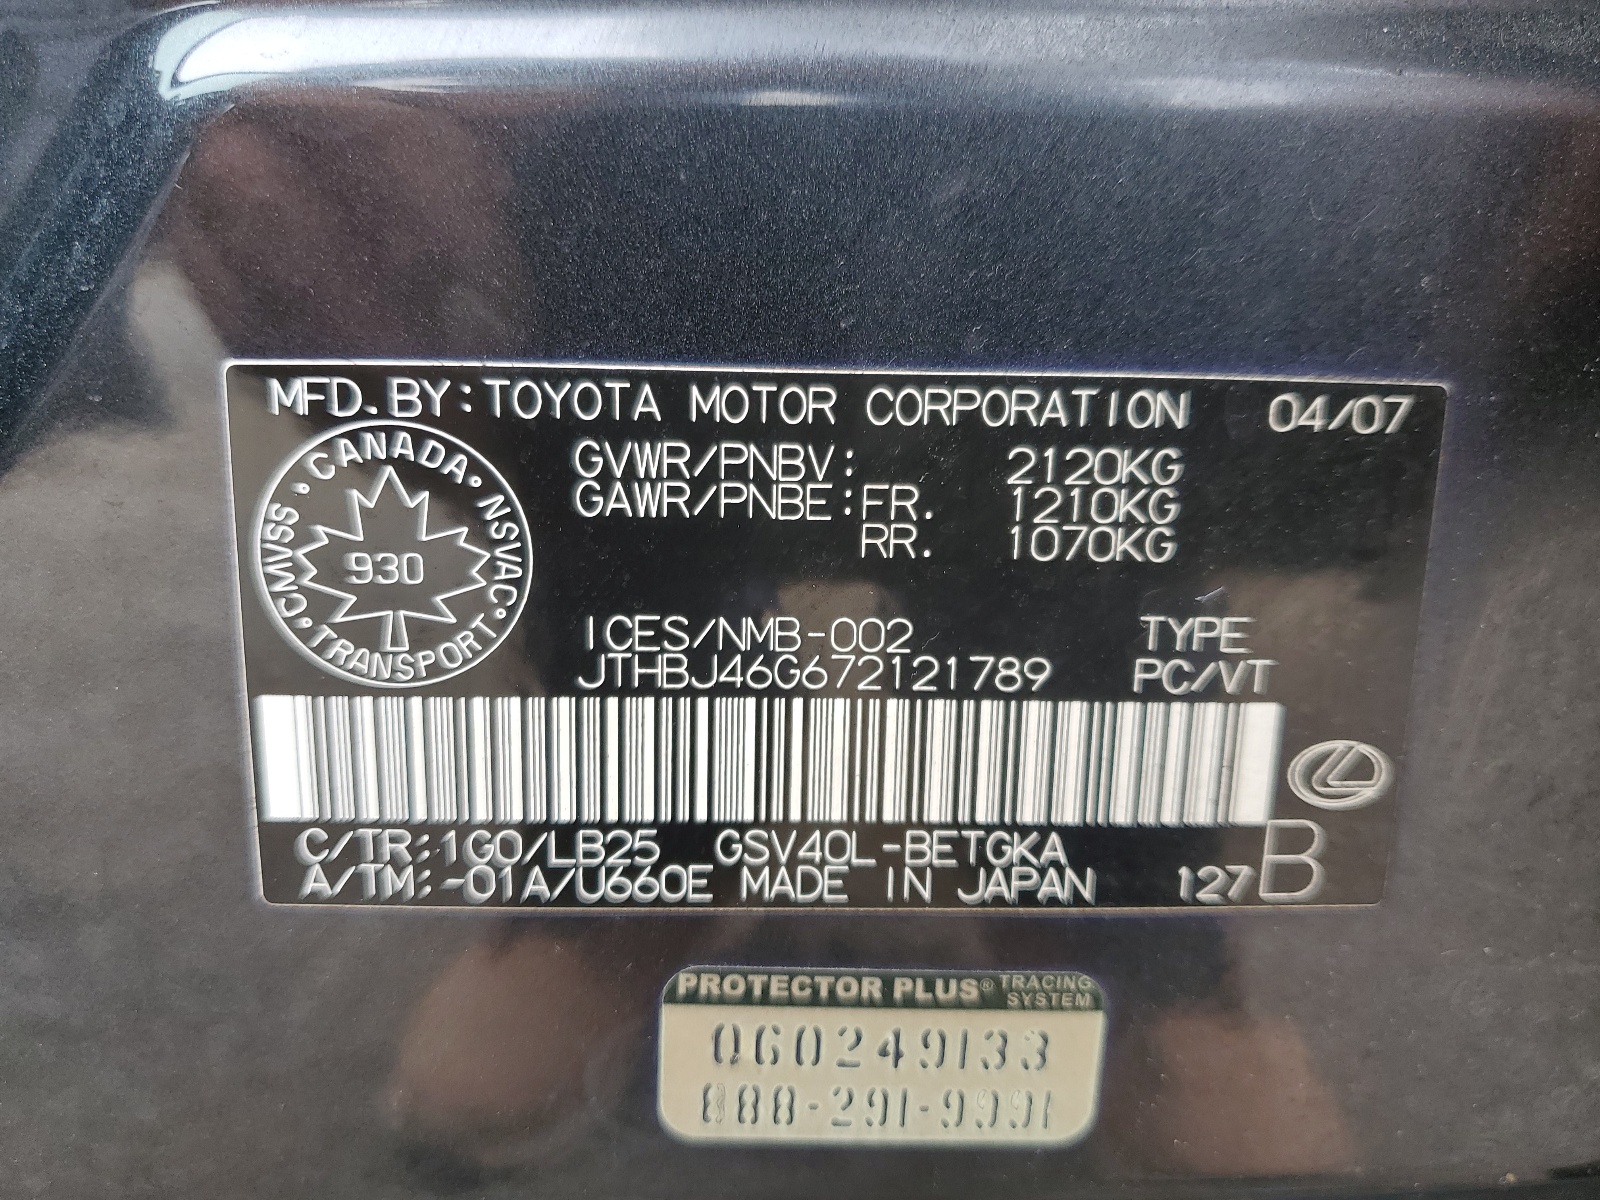 MFD. BY: TOYOTA MOTOR CORPORATION 04/07
GVWR/PNBV: 2120KG
GAWR/PNBE: FR. 1210KG
RR. 1070KG
CANADA · NSVAC · TRANSPORT · CMVSS ·
930
ICES/NMB-002 TYPE
JTHBJ46G672121789 PC/VT
C/TR: 1G0/LB25 GSV40L-BETGKA
A/TM: -01A/U660E MADE IN JAPAN 127 B
PROTECTOR PLUS® TRACING SYSTEM
060249133
888-291-9991